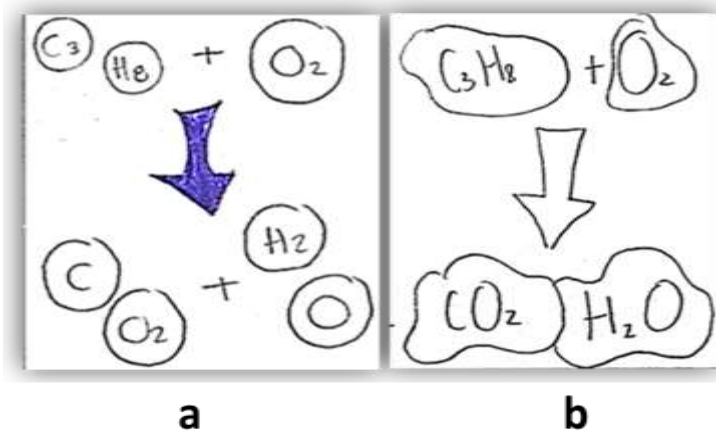 C3 H8 + O2
C O2 + H2 O
a
C3H8 + O2
CO2 H2O
b